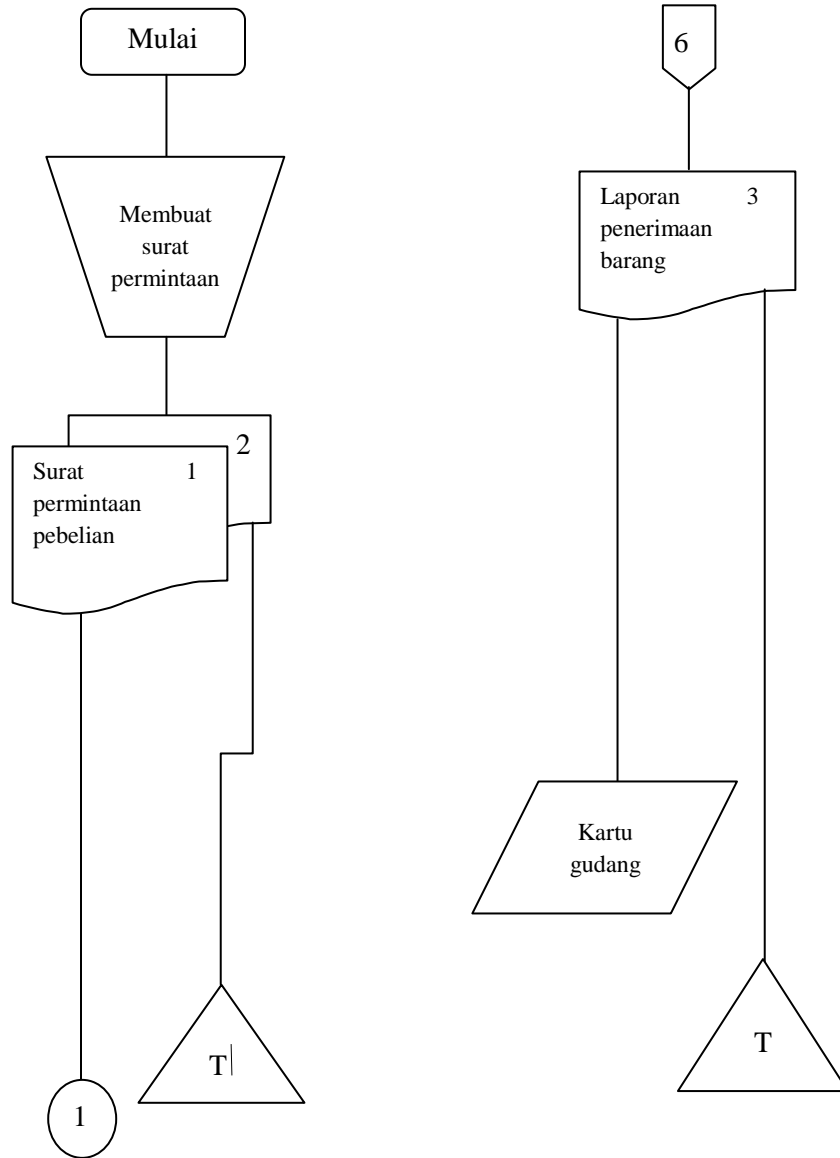 Mulai
Membuat
surat
permintaan
2
Surat 1
permintaan
pebelian
T
1
6
Laporan 3
penerimaan
barang
Kartu
gudang
T